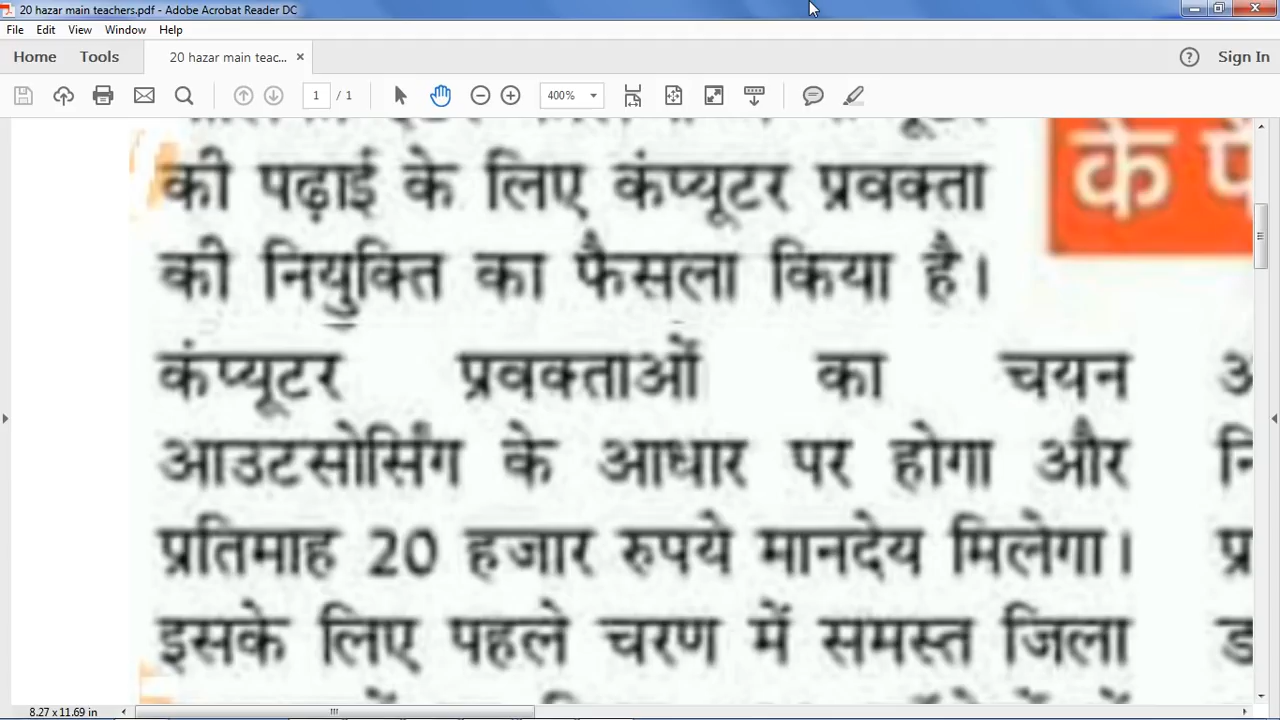 20 hazar main teachers.pdf - Adobe Acrobat Reader DC
File Edit View Window Help
Home Tools 20 hazar main teac... × Sign In
1 / 1 400%
की पढ़ाई के लिए कंप्यूटर प्रवक्ता
की नियुक्ति का फैसला किया है।
कंप्यूटर प्रवक्ताओं का चयन
आउटसोर्सिंग के आधार पर होगा और
प्रतिमाह 20 हजार रुपये मानदेय मिलेगा।
इसके लिए पहले चरण में समस्त जिला
के
8.27 x 11.69 in